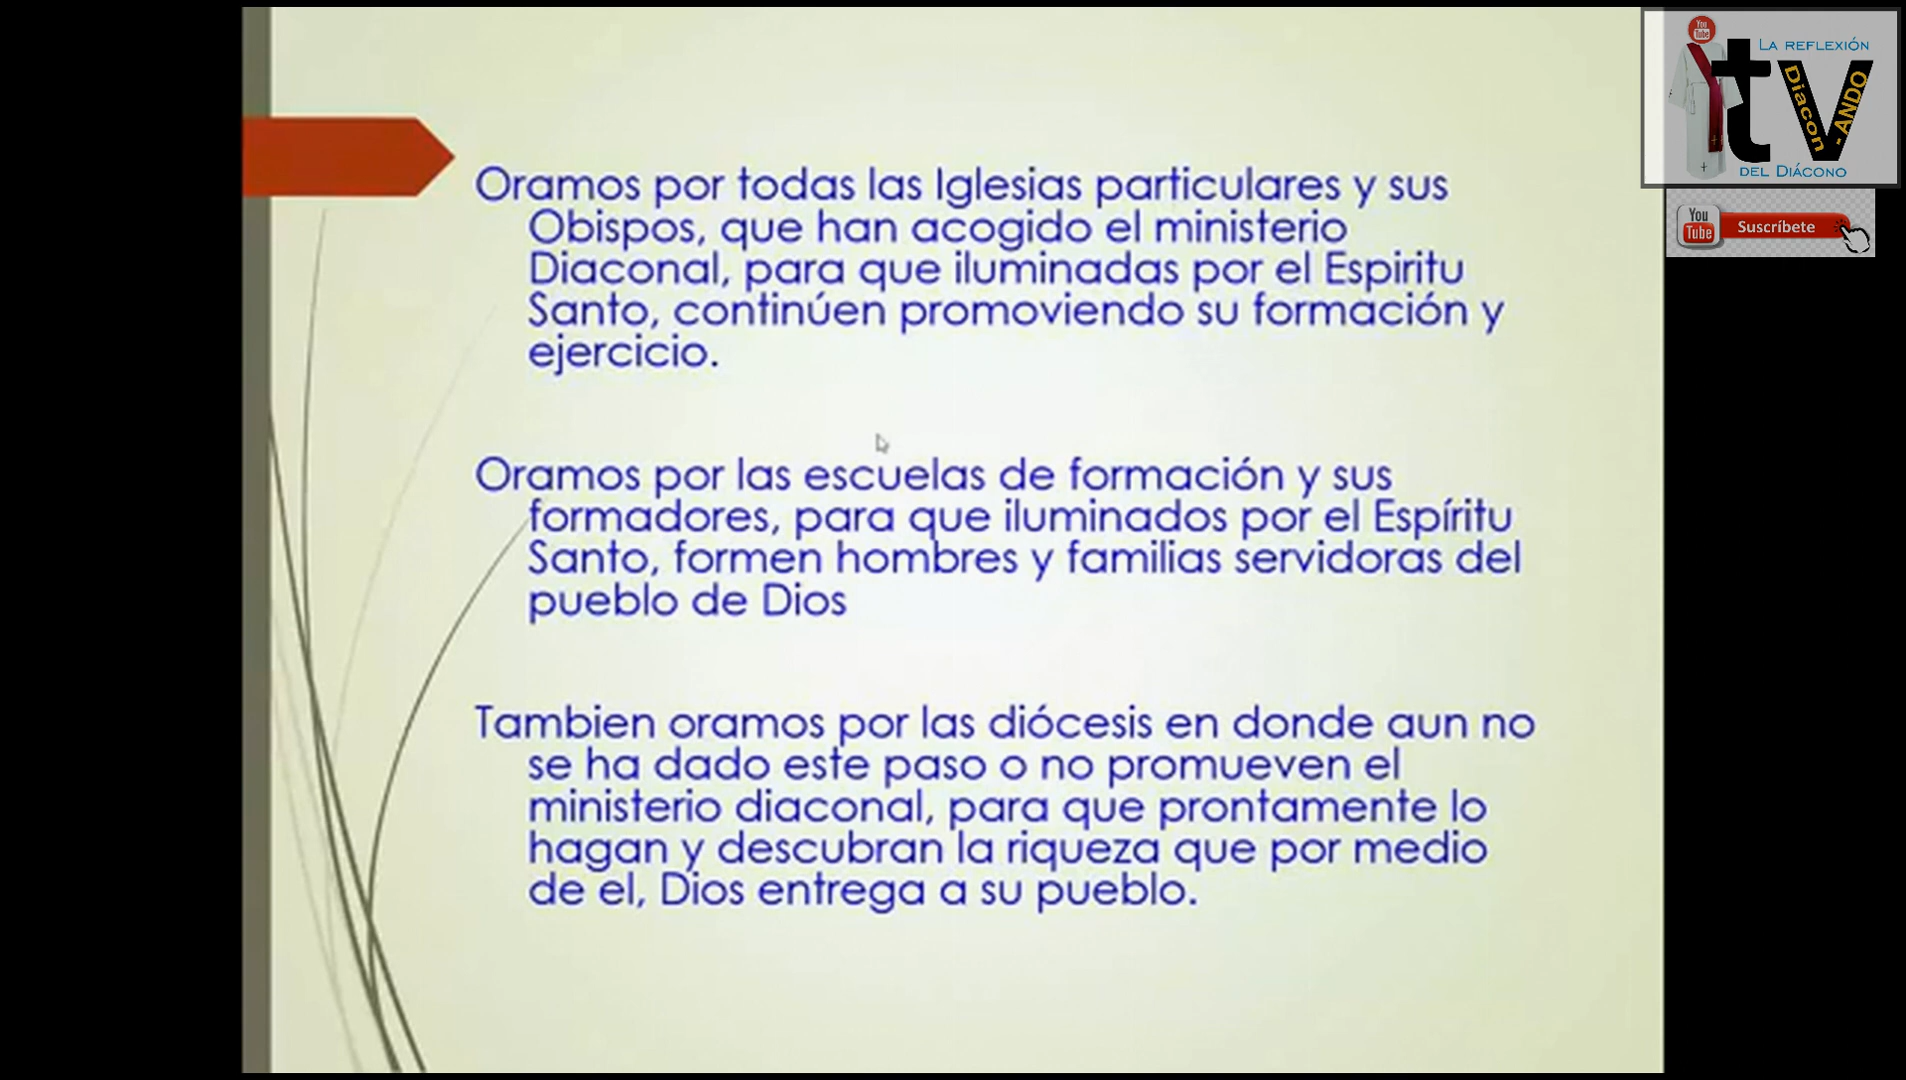 Oramos por todas las Iglesias particulares y sus
Obispos, que han acogido el ministerio
Diaconal, para que iluminadas por el Espiritu
Santo, continúen promoviendo su formación y
ejercicio.
Oramos por las escuelas de formación y sus
formadores, para que iluminados por el Espíritu
Santo, formen hombres y familias servidoras del
pueblo de Dios
Tambien oramos por las diócesis en donde aun no
se ha dado este paso o no promueven el
ministerio diaconal, para que prontamente lo
hagan y descubran la riqueza que por medio
de el, Dios entrega a su pueblo.
You
Tube
LA REFLEXIÓN
tv
Diacon
-ANDO
DEL DIÁCONO
You
Tube
Suscríbete